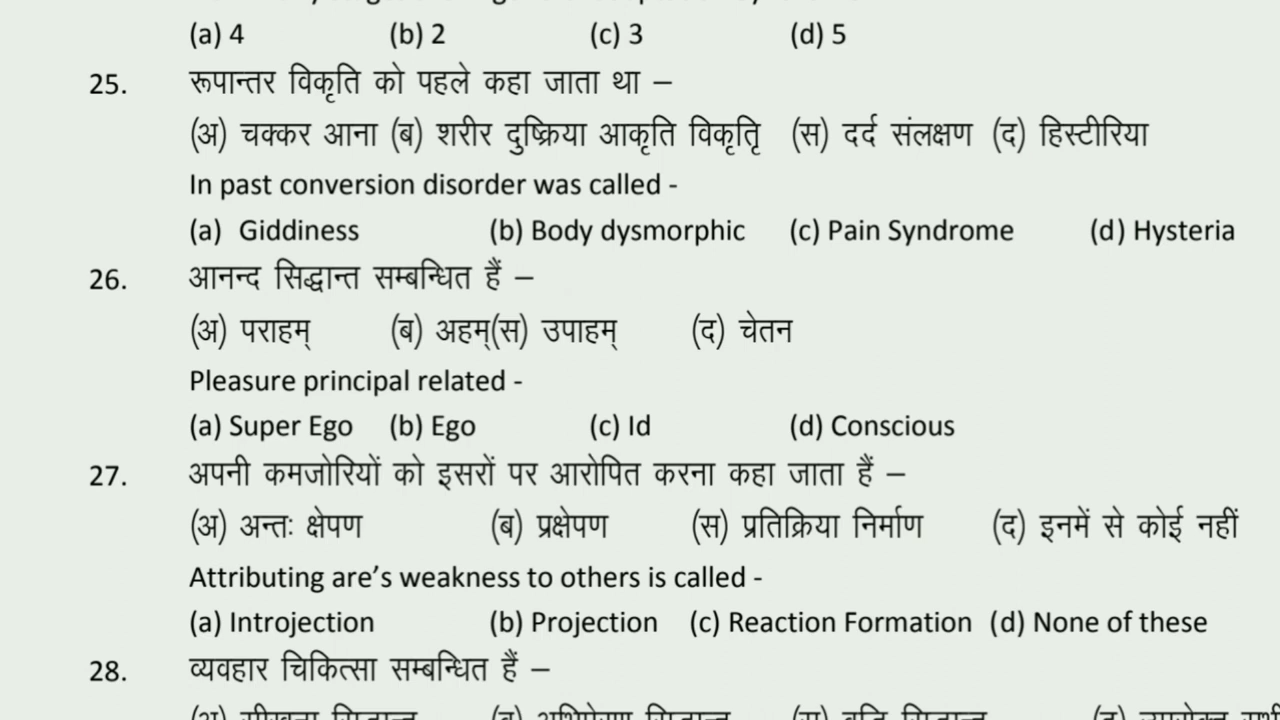 (a) 4 (b) 2 (c) 3 (d) 5
25. रूपान्तर विकृति को पहले कहा जाता था –
(अ) चक्कर आना (ब) शरीर दुष्क्रिया आकृति विकृतिृ (स) दर्द संलक्षण (द) हिस्टीरिया
In past conversion disorder was called -
(a) Giddiness (b) Body dysmorphic (c) Pain Syndrome (d) Hysteria
26. आनन्द सिद्धान्त सम्बन्धित हैं –
(अ) पराहम् (ब) अहम्(स) उपाहम् (द) चेतन
Pleasure principal related -
(a) Super Ego (b) Ego (c) Id (d) Conscious
27. अपनी कमजोरियों को इसरों पर आरोपित करना कहा जाता हैं –
(अ) अन्तः क्षेपण (ब) प्रक्षेपण (स) प्रतिक्रिया निर्माण (द) इनमें से कोई नहीं
Attributing are’s weakness to others is called -
(a) Introjection (b) Projection (c) Reaction Formation (d) None of these
28. व्यवहार चिकित्सा सम्बन्धित हैं –